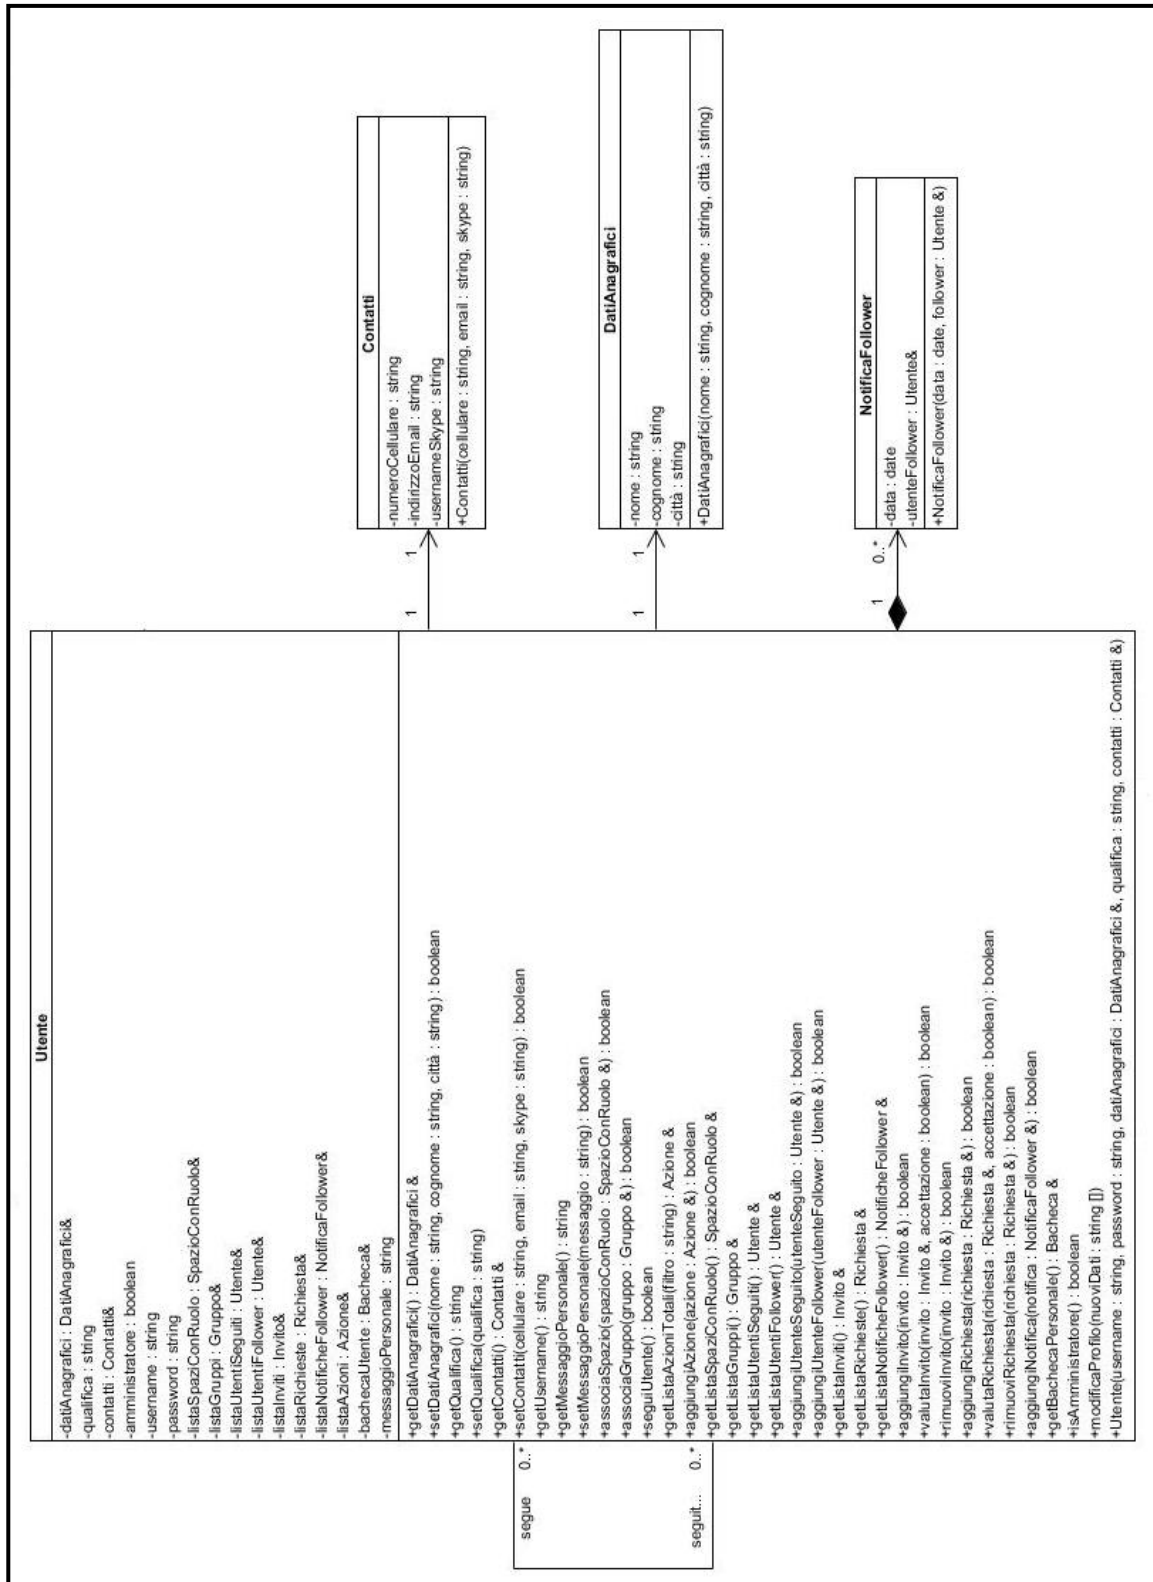 Utente
-datiAnagrafici : DatiAnagrafici&
-qualifica : string
-contatti : Contatti&
-amministratore : boolean
-username : string
-password : string
-listaSpaziConRuolo : SpazioConRuolo&
-listaGruppi : Gruppo&
-listaUtentiSeguiti : Utente&
-listaUtentiFollower : Utente&
-listaInviti : Invito&
-listaRichieste : Richiesta&
-listaNotificheFollower : NotificaFollower&
-listaAzioni : Azione&
-bachecaUtente : Bacheca&
-messaggioPersonale : string
+getDatiAnagrafici() : DatiAnagrafici &
+setDatiAnagrafici(nome : string, cognome : string, città : string) : boolean
+getQualifica() : string
+setQualifica(qualifica : string)
+getContatti() : Contatti &
+setContatti(cellulare : string, email : string, skype : string) : boolean
+getUsername() : string
+getMessaggioPersonale() : string
+setMessaggioPersonale(messaggio : string) : boolean
+associaSpazio(spazioConRuolo : SpazioConRuolo &) : boolean
+associaGruppo(gruppo : Gruppo &) : boolean
+seguiUtente() : boolean
+getListaAzioniTotali(filtro : string) : Azione &
+aggiungiAzione(azione : Azione &) : boolean
+getListaSpaziConRuolo() : SpazioConRuolo &
+getListaGruppi() : Gruppo &
+getListaUtentiSeguiti() : Utente &
+getListaUtentiFollower() : Utente &
+aggiungiUtenteSeguito(utenteSeguito : Utente &) : boolean
+aggiungiUtenteFollower(utenteFollower : Utente &) : boolean
+getListaInviti() : Invito &
+getListaRichieste() : Richiesta &
+getListaNotificheFollower() : NotificheFollower &
+aggiungiInvito(invito : Invito &) : boolean
+valutaInvito(invito : Invito &, accettazione : boolean) : boolean
+rimuoviInvito(invito : Invito &) : boolean
+aggiungiRichiesta(richiesta : Richiesta &) : boolean
+valutaRichiesta(richiesta : Richiesta &, accettazione : boolean) : boolean
+rimuoviRichiesta(richiesta : Richiesta &) : boolean
+aggiungiNotifica(notifica : NotificaFollower &) : boolean
+getBachecaPersonale() : Bacheca &
+isAmministratore() : boolean
+modificaProfilo(nuoviDati : string [])
+Utente(username : string, password : string, datiAnagrafici : DatiAnagrafici &, qualifica : string, contatti : Contatti &)
segue 0..*
seguit... 0..*
1 1
Contatti
-numeroCellulare : string
-indirizzoEmail : string
-usernameSkype : string
+Contatti(cellulare : string, email : string, skype : string)
1 1
DatiAnagrafici
-nome : string
-cognome : string
-città : string
+DatiAnagrafici(nome : string, cognome : string, città : string)
1 0..*
NotificaFollower
-data : date
-utenteFollower : Utente&
+NotificaFollower(data : date, follower : Utente &)